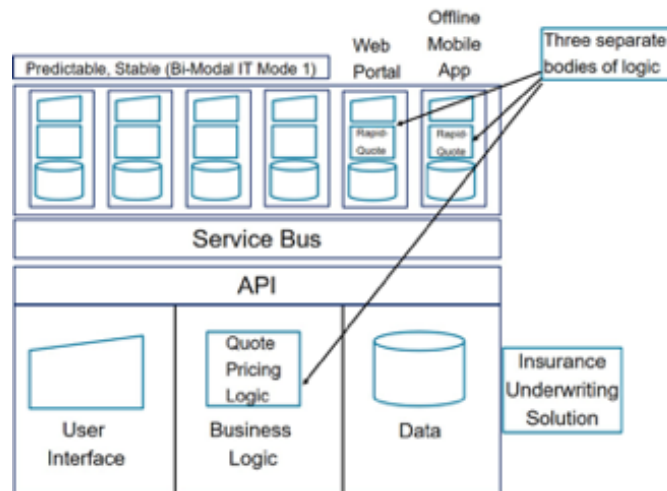 Offline
Web Mobile
Portal App
Three separate
bodies of logic
Predictable, Stable (Bi-Modal IT Mode 1)
Rapid-
Quote
Rapid-
Quote
Service Bus
API
Quote
Pricing
Logic
User
Interface
Business
Logic
Data
Insurance
Underwriting
Solution